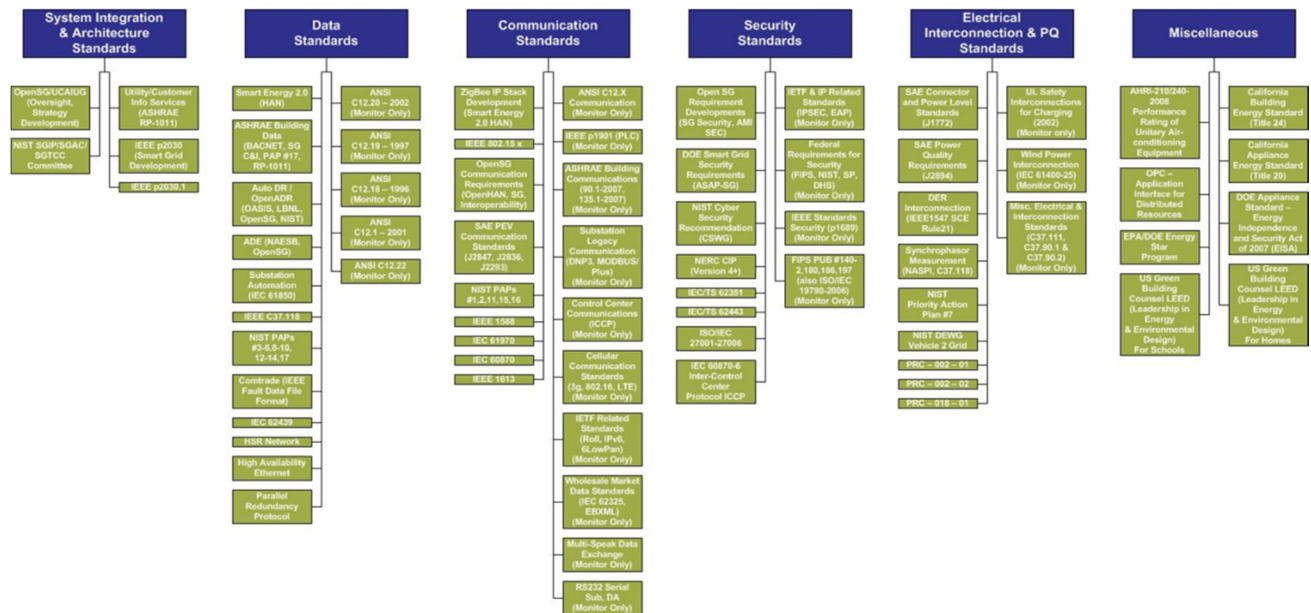 System Integration
& Architecture
Standards
OpenSG/UCAIUG
(Oversight,
Strategy
Development)
NIST SGIP/SGAC/
SGTCC
Committee
Utility/Customer
Info Services
(ASHRAE
RP-1011)
IEEE p2030
(Smart Grid
Development)
IEEE p2030.1
Data
Standards
Smart Energy 2.0
(HAN)
ASHRAE Building
Data
(BACNET, SG
C&I, PAP #17,
RP-1011)
Auto DR /
OpenADR
(OASIS, LBNL,
OpenSG, NIST)
ADE (NAESB,
OpenSG)
Substation
Automation
(IEC 61850)
IEEE C37.118
NIST PAPs
#3-6,8-10,
12-14,17
Comtrade (IEEE
Fault Data File
Format)
IEC 62439
HSR Network
High Availability
Ethernet
Parallel
Redundancy
Protocol
ANSI
C12.20 – 2002
(Monitor Only)
ANSI
C12.19 – 1997
(Monitor Only)
ANSI
C12.18 – 1996
(Monitor Only)
ANSI
C12.1 – 2001
(Monitor Only)
ANSI C12.22
(Monitor Only)
Communication
Standards
ZigBee IP Stack
Development
(Smart Energy
2.0 HAN)
IEEE 802.15 x
OpenSG
Communication
Requirements
(OpenHAN, SG,
Interoperability)
SAE PEV
Communication
Standards
(J2847, J2836,
J2293)
NIST PAPs
#1,2,11,15,16
IEEE 1588
IEC 61970
IEC 60870
IEEE 1613
ANSI C12.X
Communication
(Monitor Only)
IEEE p1901 (PLC)
(Monitor Only)
ASHRAE Building
Communications
(90.1-2007,
135.1-2007)
(Monitor Only)
Substation
Legacy
Communication
(DNP3, MODBUS/
Plus)
(Monitor Only)
Control Center
Communications
(ICCP)
(Monitor Only)
Cellular
Communication
Standards
(3g, 802.16, LTE)
(Monitor Only)
IETF Related
Standards
(Roll, IPv6,
6LowPan)
(Monitor Only)
Wholesale Market
Data Standards
(IEC 62325,
EBXML)
(Monitor Only)
Multi-Speak Data
Exchange
(Monitor Only)
RS232 Serial
Sub, DA
(Monitor Only)
Security
Standards
Open SG
Requirement
Developments
(SG Security, AMI
SEC)
DOE Smart Grid
Security
Requirements
(ASAP-SG)
NIST Cyber
Security
Recommendation
(CSWG)
NERC CIP
(Version 4+)
IEC/TS 62351
IEC/TS 62443
ISO/IEC
27001-27006
IEC 60870-6
Inter-Control
Center
Protocol ICCP
IETF & IP Related
Standards
(IPSEC, EAP)
(Monitor Only)
Federal
Requirements for
Security
(FIPS, NIST, SP,
DHS)
(Monitor Only)
IEEE Standards
Security (p1689)
(Monitor Only)
FIPS PUB #140-
2,180,186,197
(also ISO/IEC
19790-2006)
(Monitor Only)
Electrical
Interconnection & PQ
Standards
SAE Connector
and Power Level
Standards
(J1772)
SAE Power
Quality
Requirements
(J2894)
DER
Interconnection
(IEEE1547 SCE
Rule21)
Synchrophasor
Measurement
(NASPI, C37.118)
NIST
Priority Action
Plan #7
NIST DEWG
Vehicle 2 Grid
PRC – 002 – 01
PRC – 002 – 02
PRC – 018 – 01
UL Safety
Interconnections
for Charging
(2002)
(Monitor only)
Wind Power
Interconnection
(IEC 61400-25)
(Monitor Only)
Misc. Electrical &
Interconnection
Standards
(C37.111,
C37.90.1 &
C37.90.2)
(Monitor Only)
Miscellaneous
AHRI-210/240-
2008
Performance
Rating of
Unitary Air-
conditioning
Equipment
OPC –
Application
Interface for
Distributed
Resources
EPA/DOE Energy
Star
Program
US Green
Building
Counsel LEED
(Leadership in
Energy
& Environmental
Design)
For Schools
California
Building
Energy Standard
(Title 24)
California
Appliance
Energy Standard
(Title 20)
DOE Appliance
Standard –
Energy
Independence
and Security Act
of 2007 (EISA)
US Green
Building
Counsel LEED
(Leadership in
Energy
& Environmental
Design)
For Homes